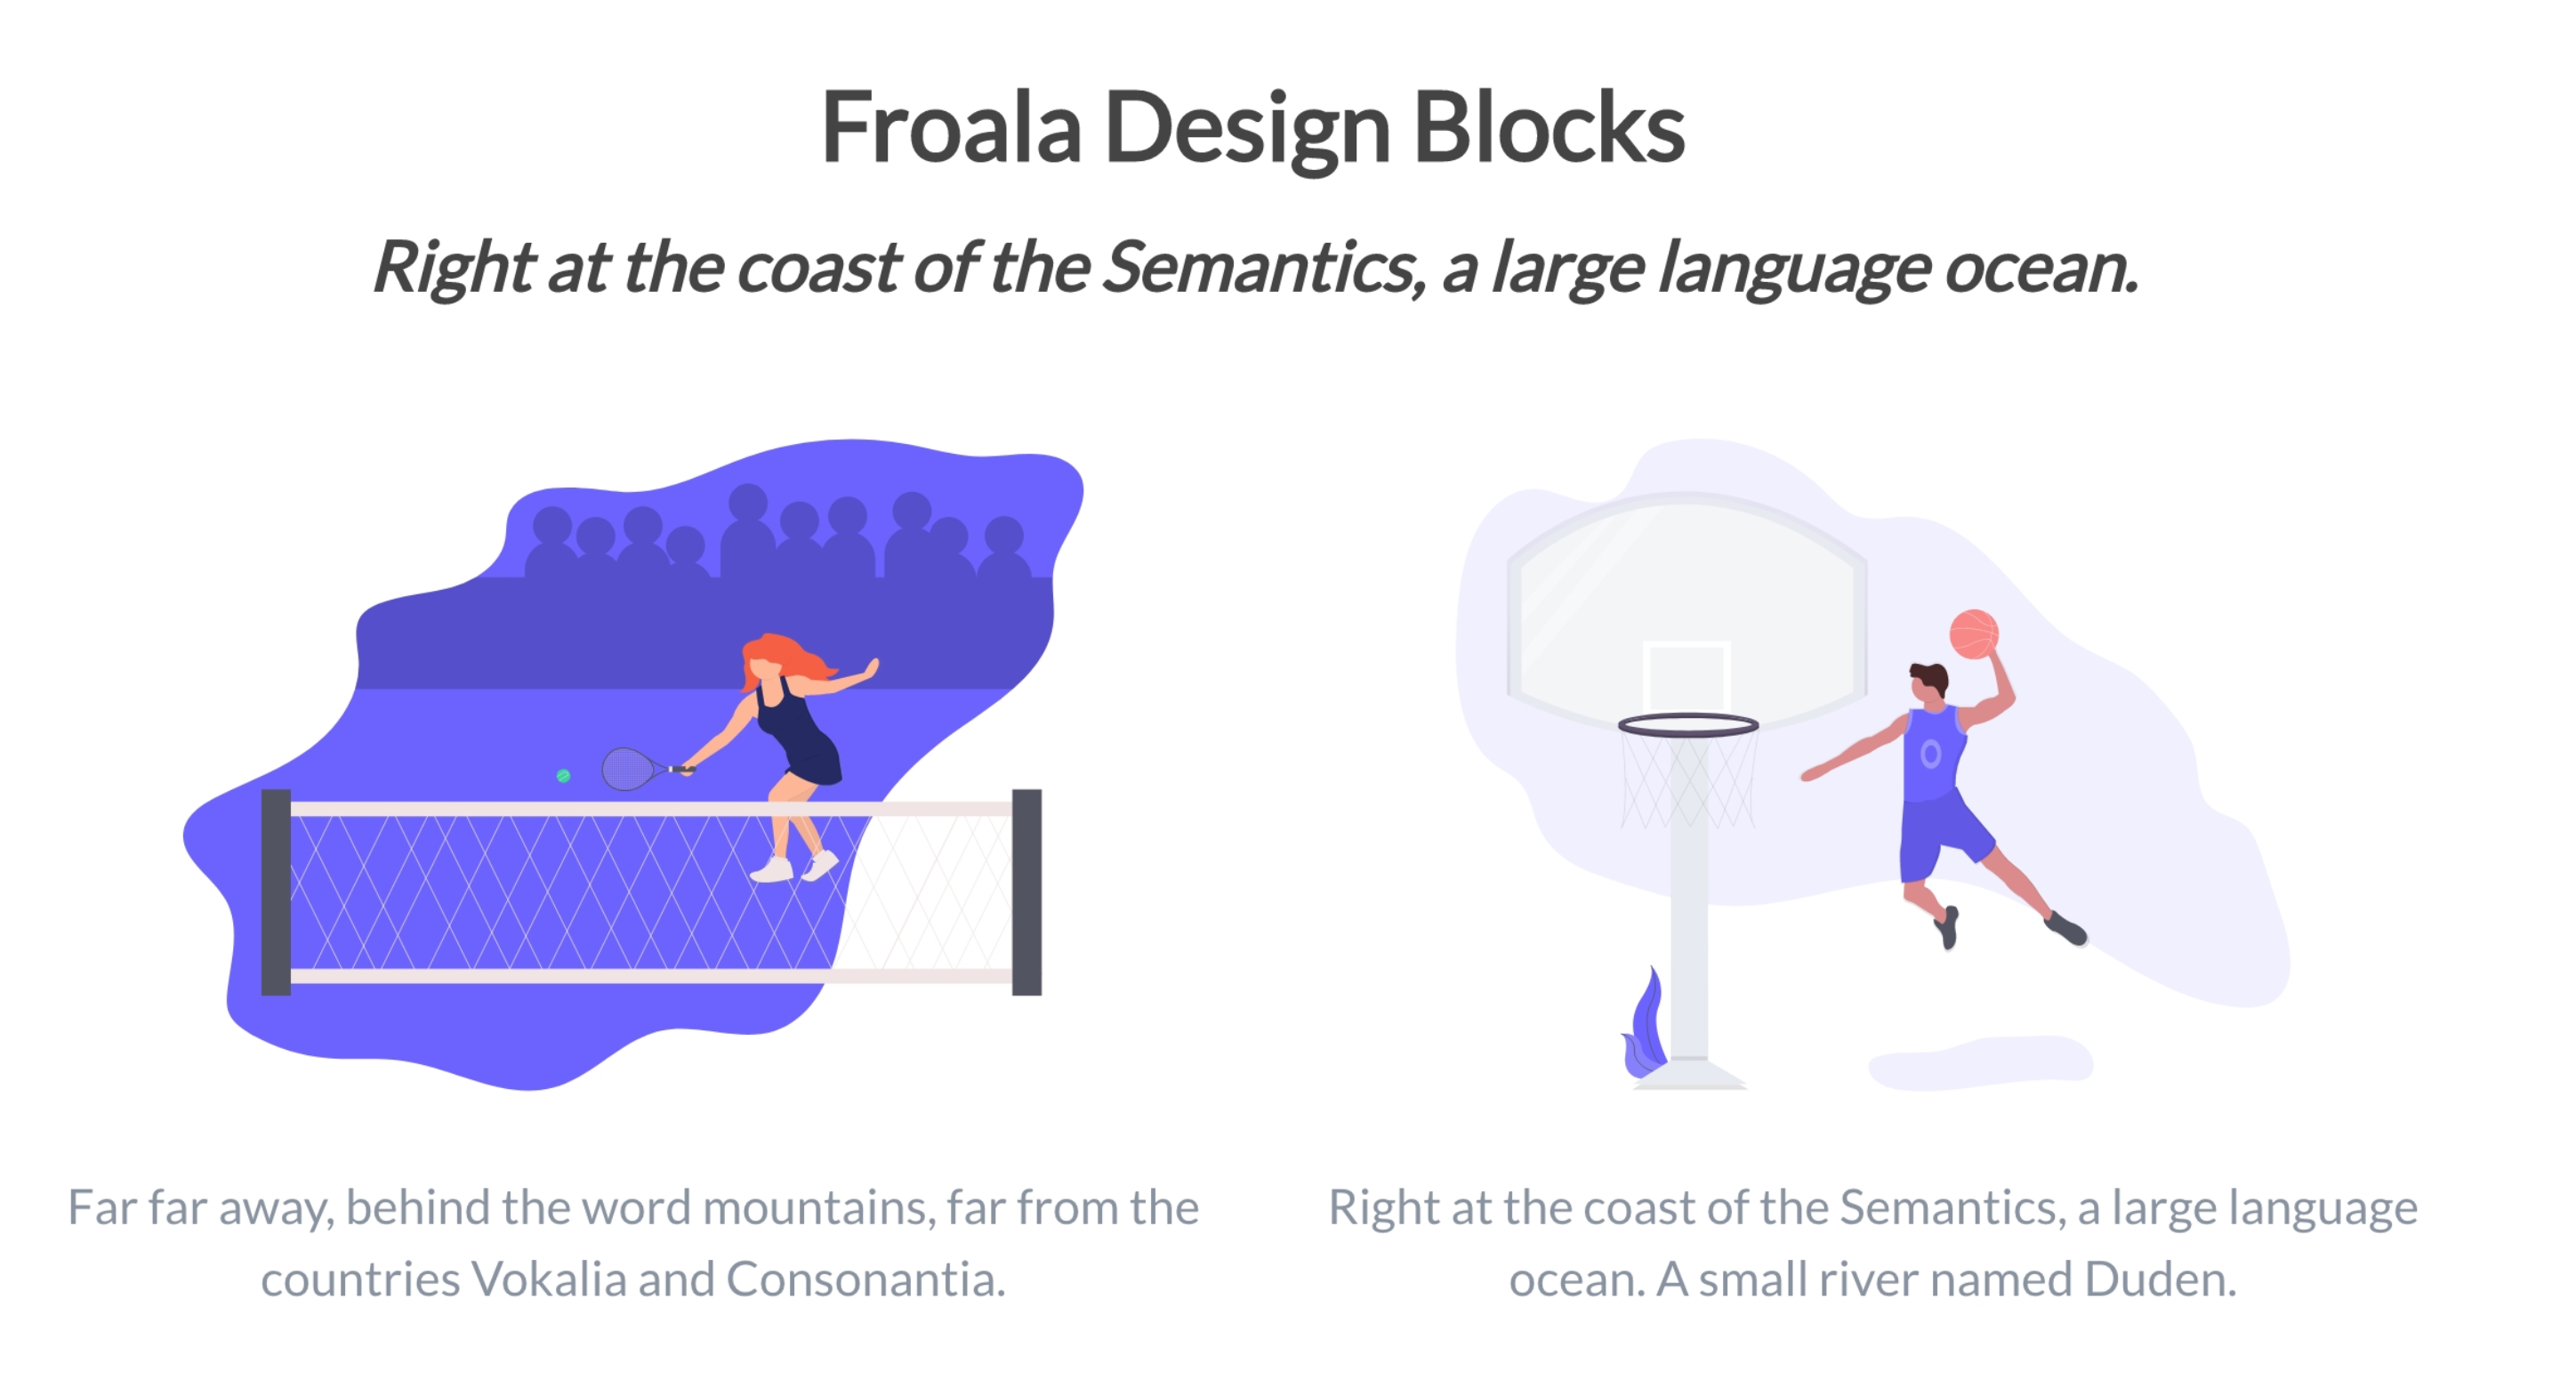 Froala Design Blocks
Right at the coast of the Semantics, a large language ocean.
0
Far far away, behind the word mountains, far from the
countries Vokalia and Consonantia.
Right at the coast of the Semantics, a large language
ocean. A small river named Duden.